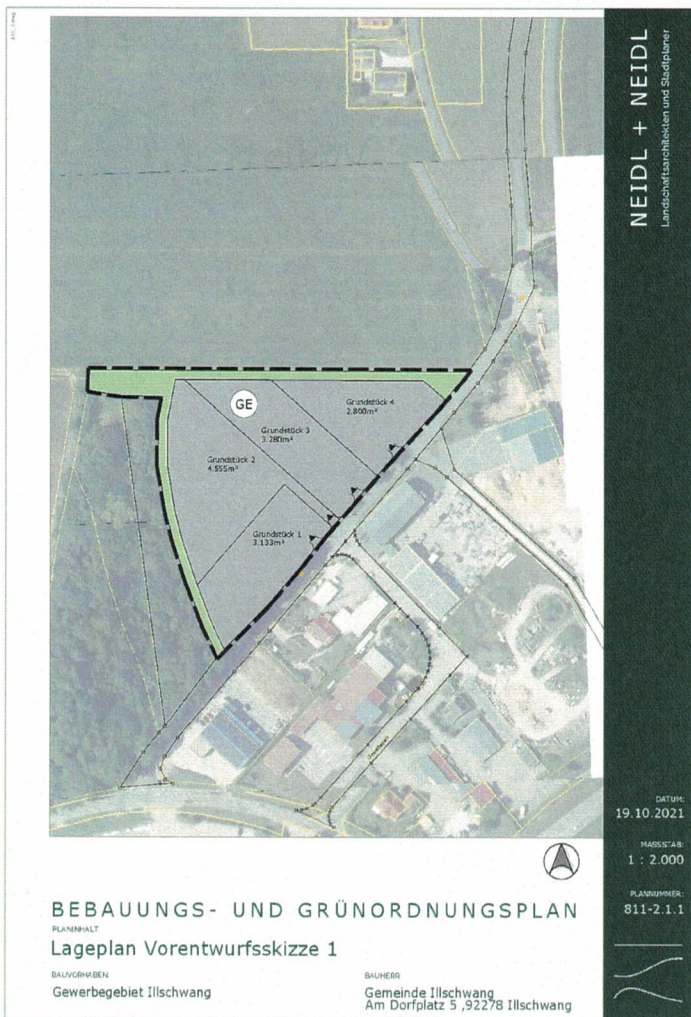 NEIDL + NEIDL
Landschaftsarchitekten und Stadtplaner
GE
Grundstück 4
2.800m²
Grundstück 3
3.280m²
Grundstück 2
4.555m²
Grundstück 1
3.133m²
DATUM:
19.10.2021
MASSSTAB:
1 : 2.000
PLANNUMMER:
811-2.1.1
BEBAUUNGS- UND GRÜNORDNUNGSPLAN
PLANINHALT
Lageplan Vorentwurfsskizze 1
BAUVORHABEN
Gewerbegebiet Illschwang
BAUHERR
Gemeinde Illschwang
Am Dorfplatz 5 ,92278 Illschwang